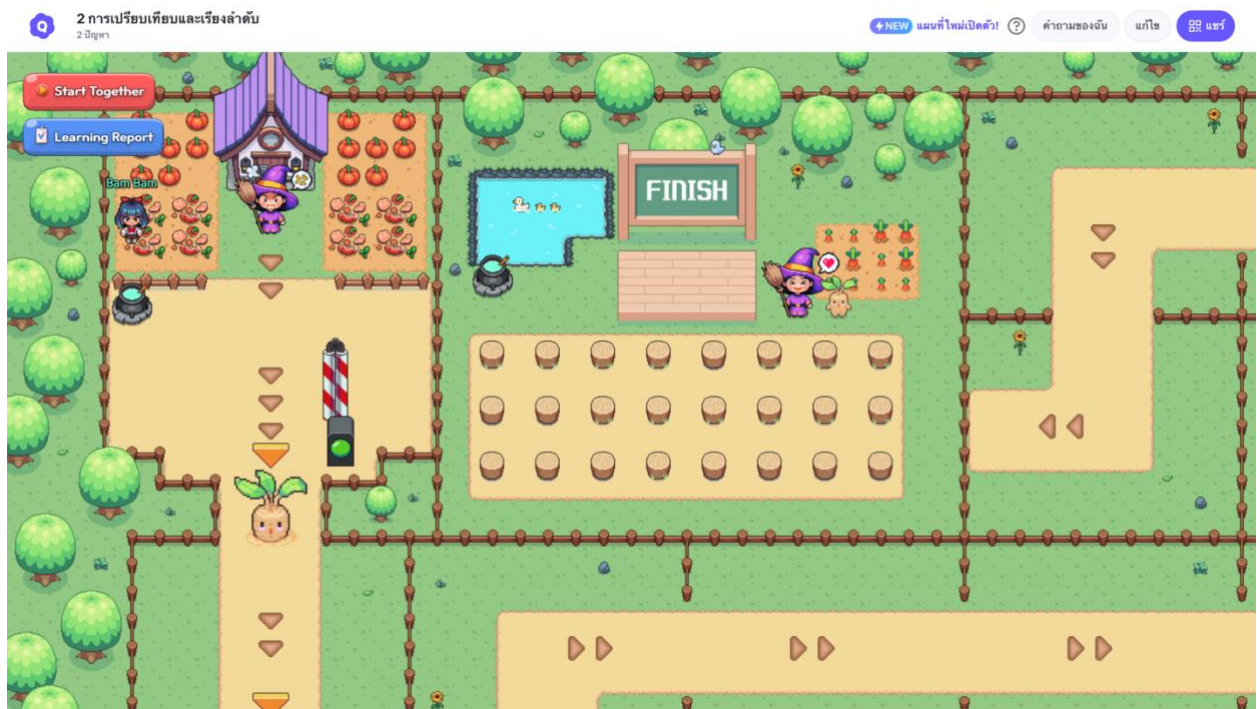 2 การเปรียบเทียบและเรียงลำดับ
2 ปัญหา
NEW แผนที่ใหม่เปิดตัว! ? คำถามของฉัน แก้ไข แชร์
Start Together
Learning Report
Bam Bam
FINISH